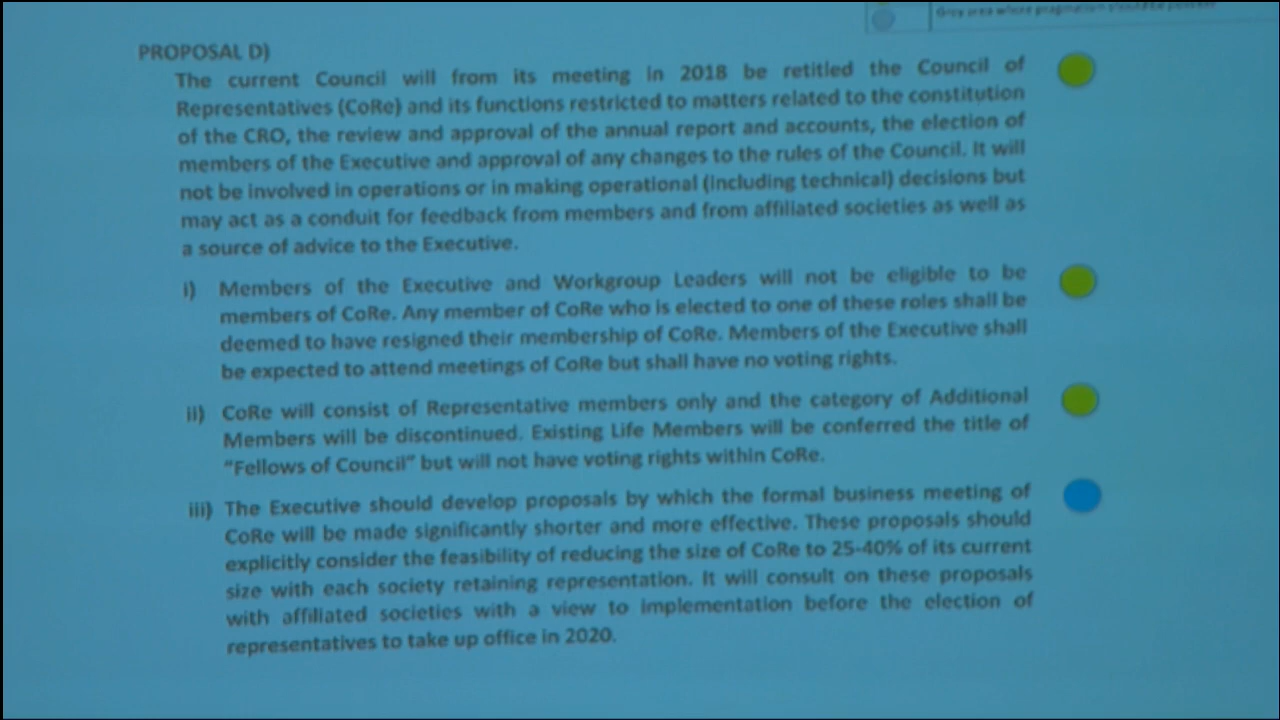 Grey area where pragmatism should be
PROPOSAL D)
The current Council will from its meeting in 2018 be retitled the Council of
Representatives (CoRe) and its functions restricted to matters related to the constitution
of the CRO, the review and approval of the annual report and accounts, the election of
members of the Executive and approval of any changes to the rules of the Council. It will
not be involved in operations or in making operational (including technical) decisions but
may act as a conduit for feedback from members and from affiliated societies as well as
a source of advice to the Executive.
i) Members of the Executive and Workgroup Leaders will not be eligible to be
members of CoRe. Any member of CoRe who is elected to one of these roles shall be
deemed to have resigned their membership of CoRe. Members of the Executive shall
be expected to attend meetings of CoRe but shall have no voting rights.
ii) CoRe will consist of Representative members only and the category of Additional
Members will be discontinued. Existing Life Members will be conferred the title of
"Fellows of Council" but will not have voting rights within CoRe.
iii) The Executive should develop proposals by which the formal business meeting of
CoRe will be made significantly shorter and more effective. These proposals should
explicitly consider the feasibility of reducing the size of CoRe to 25-40% of its current
size with each society retaining representation. It will consult on these proposals
with affiliated societies with a view to implementation before the election of
representatives to take up office in 2020.